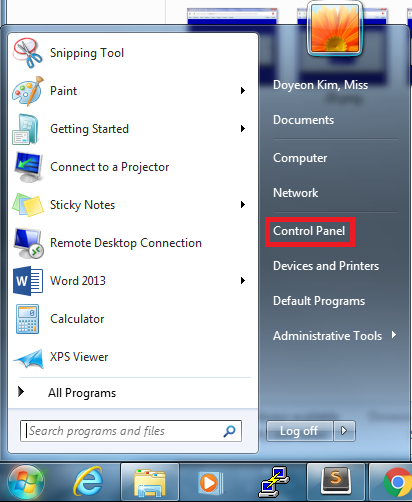 Snipping Tool
Paint
Getting Started
Connect to a Projector
Sticky Notes
Remote Desktop Connection
Word 2013
Calculator
XPS Viewer
All Programs
Search programs and files
Doyeon Kim, Miss
Documents
Computer
Network
Control Panel
Devices and Printers
Default Programs
Administrative Tools
Log off